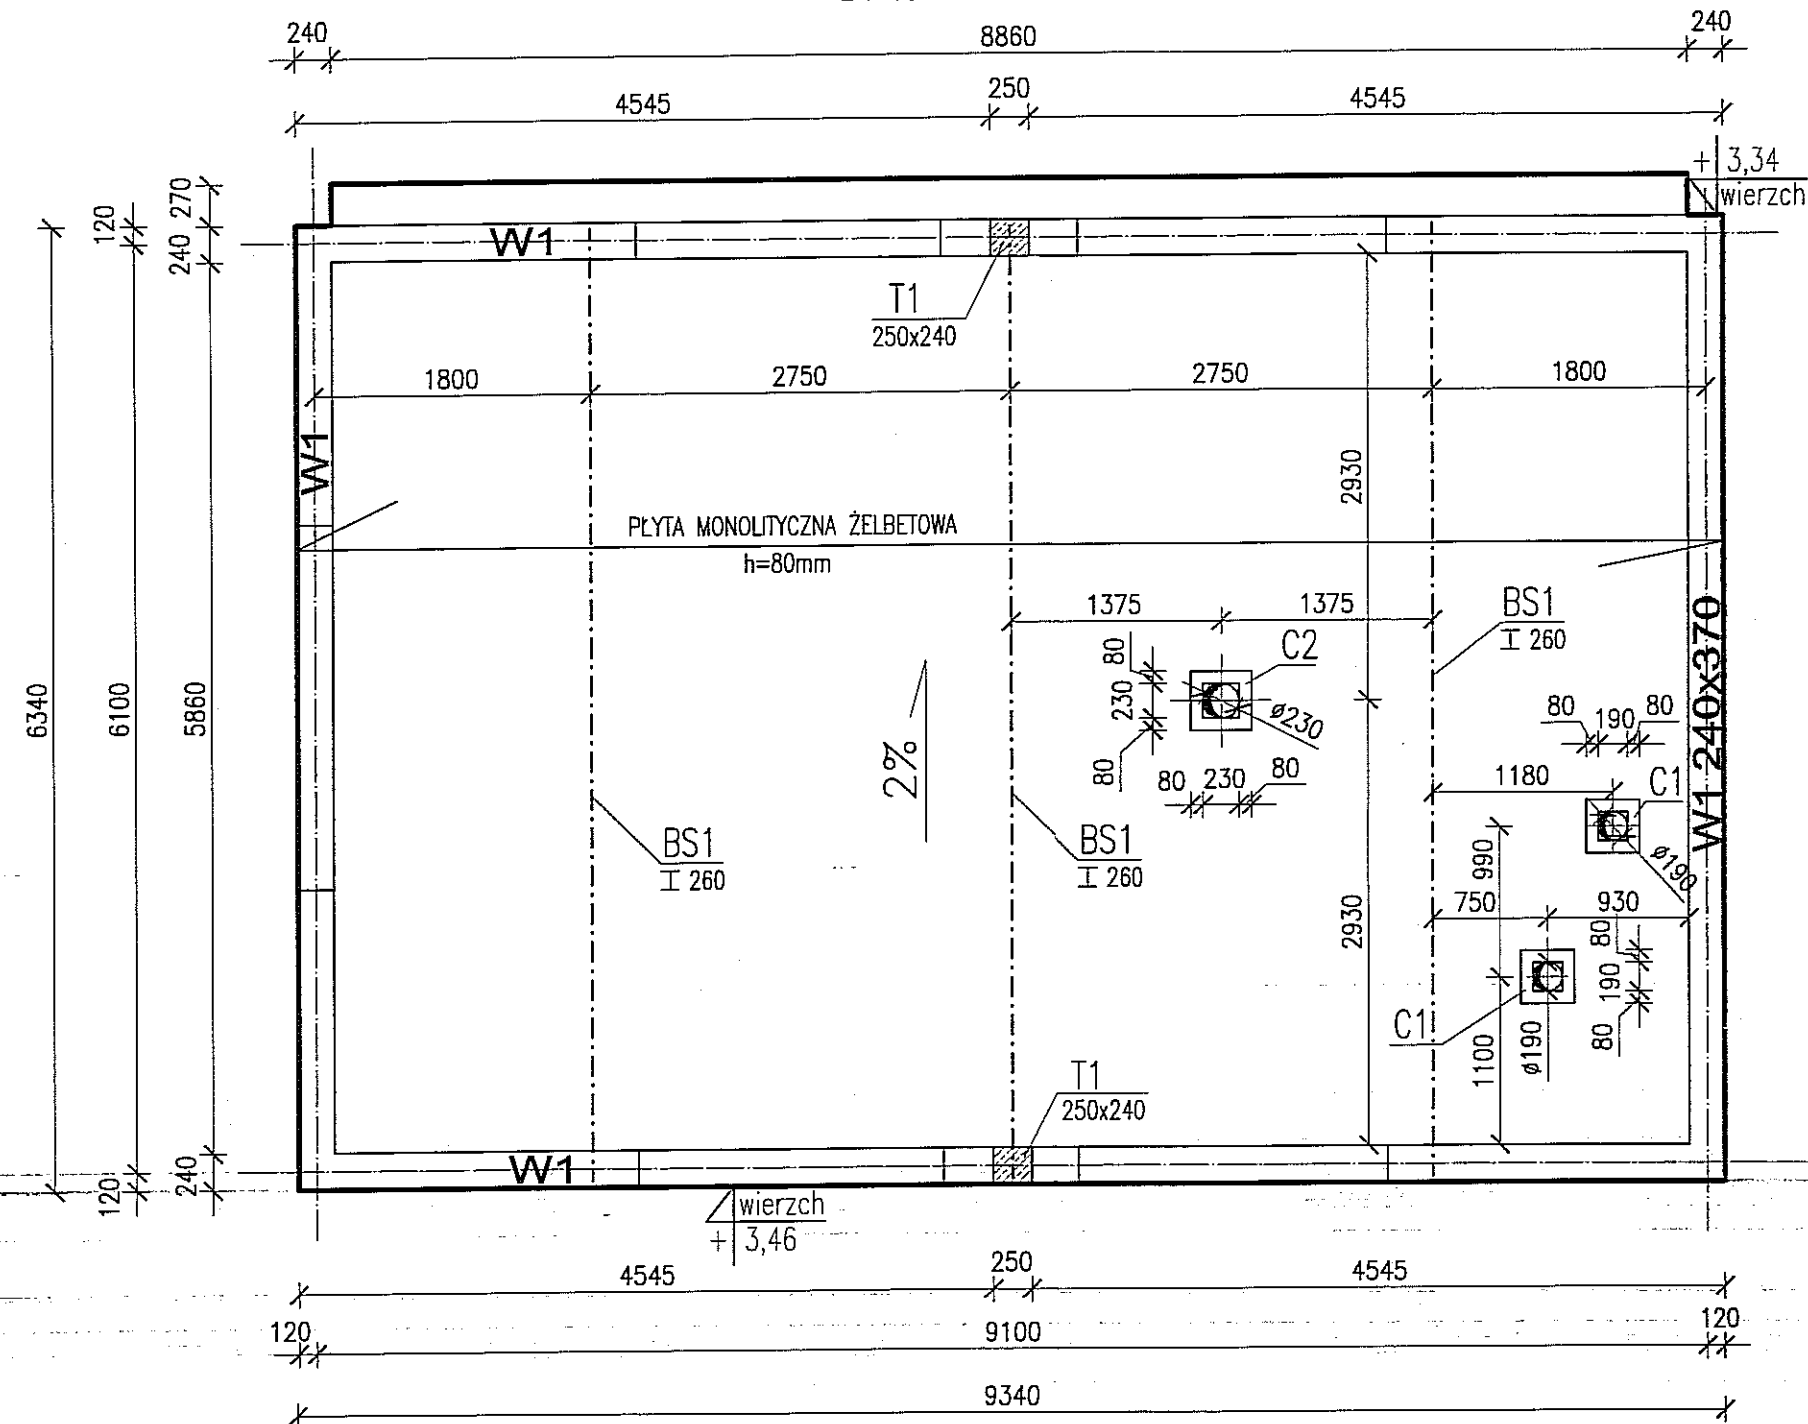 240
8860
240
4545
250
4545
+ 3,34
wierzch
270
120
240
W1
T1
250x240
1800
2750
2750
1800
W1
2930
PŁYTA MONOLITYCZNA ŻELBETOWA
h=80mm
1375
1375
BS1
I 260
C2
80
230
80
ø230
80
230
80
W1 240x370
80
190
80
1180
C1
ø190
6340
6100
5860
2%
BS1
I 260
BS1
I 260
990
750
930
2930
80
190
80
C1
1100
ø190
T1
250x240
W1
120
240
wierzch
+ 3,46
4545
250
4545
120
9100
120
9340